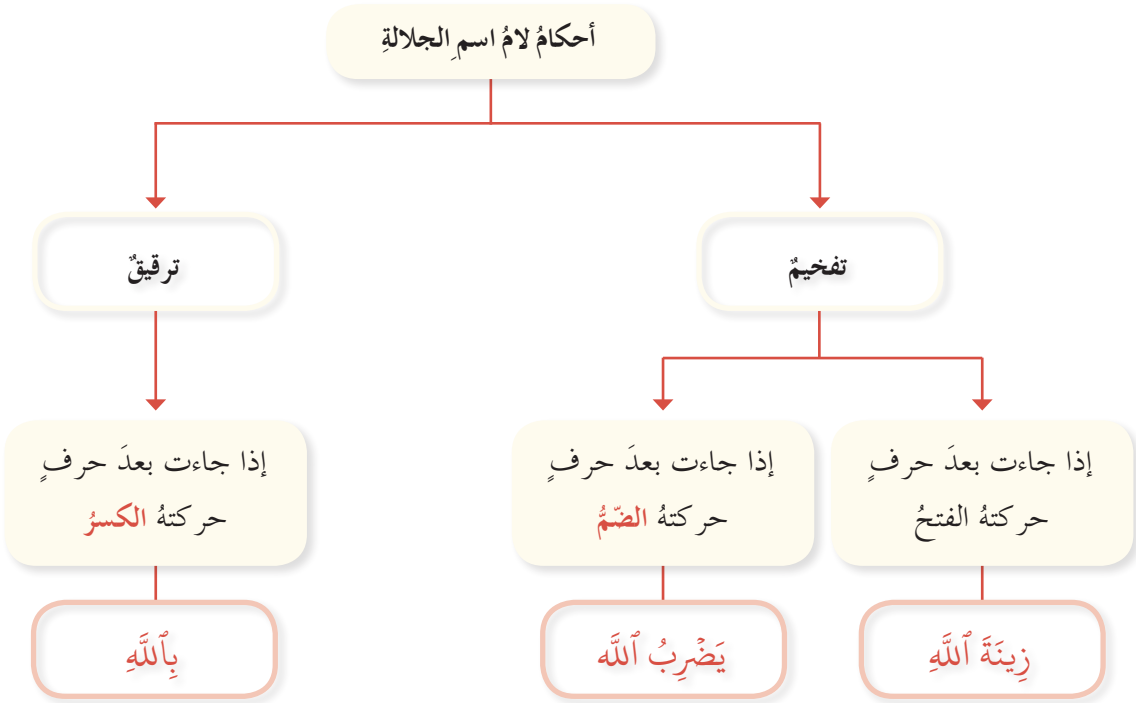 أحكامُ لامُ اسمِ الجلالةِ
تفخيمٌ
ترقيقٌ
إذا جاءت بعدَ حرفٍ
حركتهُ الفتحُ
إذا جاءت بعدَ حرفٍ
حركتهُ الضّمُّ
إذا جاءت بعدَ حرفٍ
حركتهُ الكسرُ
زِينَةَ ٱللَّهِ
يَضۡرِبُ ٱللَّه
بِٱللَّهِ